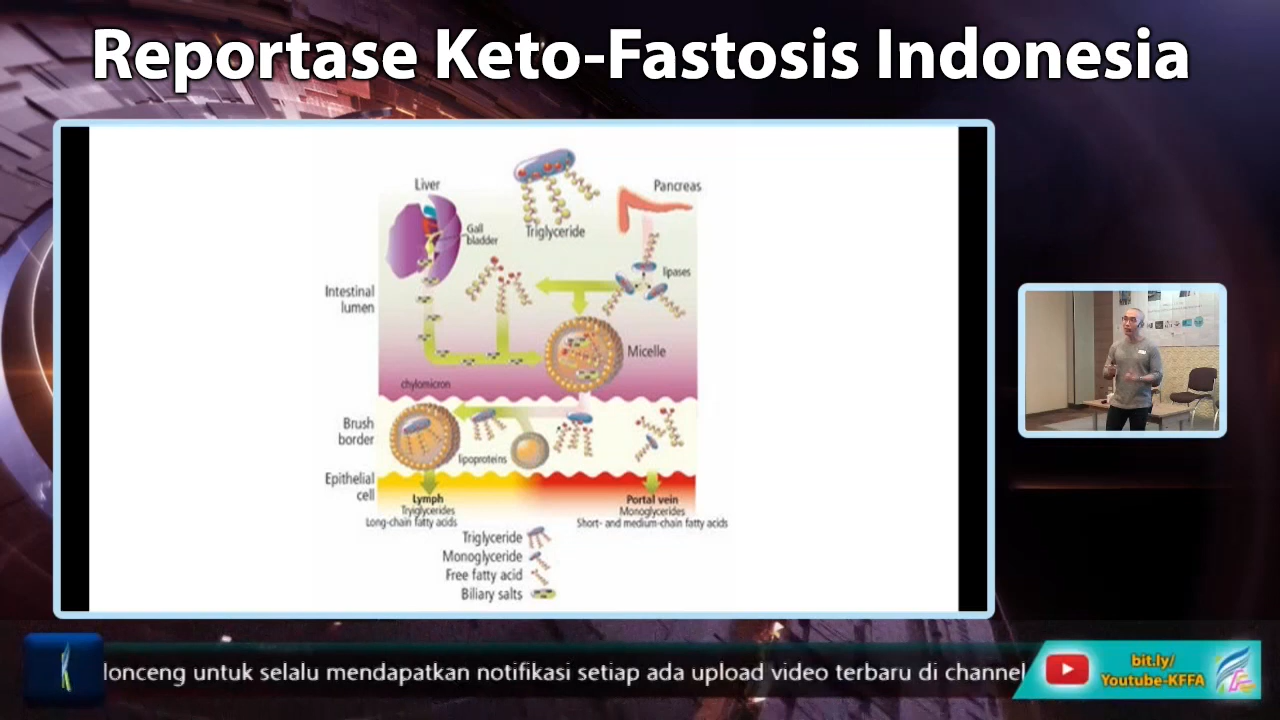 Reportase Keto-Fastosis Indonesia
Liver
Pancreas
Gall
bladder
Triglyceride
lipases
Intestinal
lumen
Micelle
chylomicron
Brush
border
lipoproteins
Epithelial
cell
Lymph
Tryiglycerides
Long-chain fatty acids
Portal vein
Monoglycerides
Short- and medium-chain fatty acids
Triglyceride
Monoglyceride
Free fatty acid
Biliary salts
lonceng untuk selalu mendapatkan notifikasi setiap ada upload video terbaru di channel
bit.ly/
Youtube-KFFA